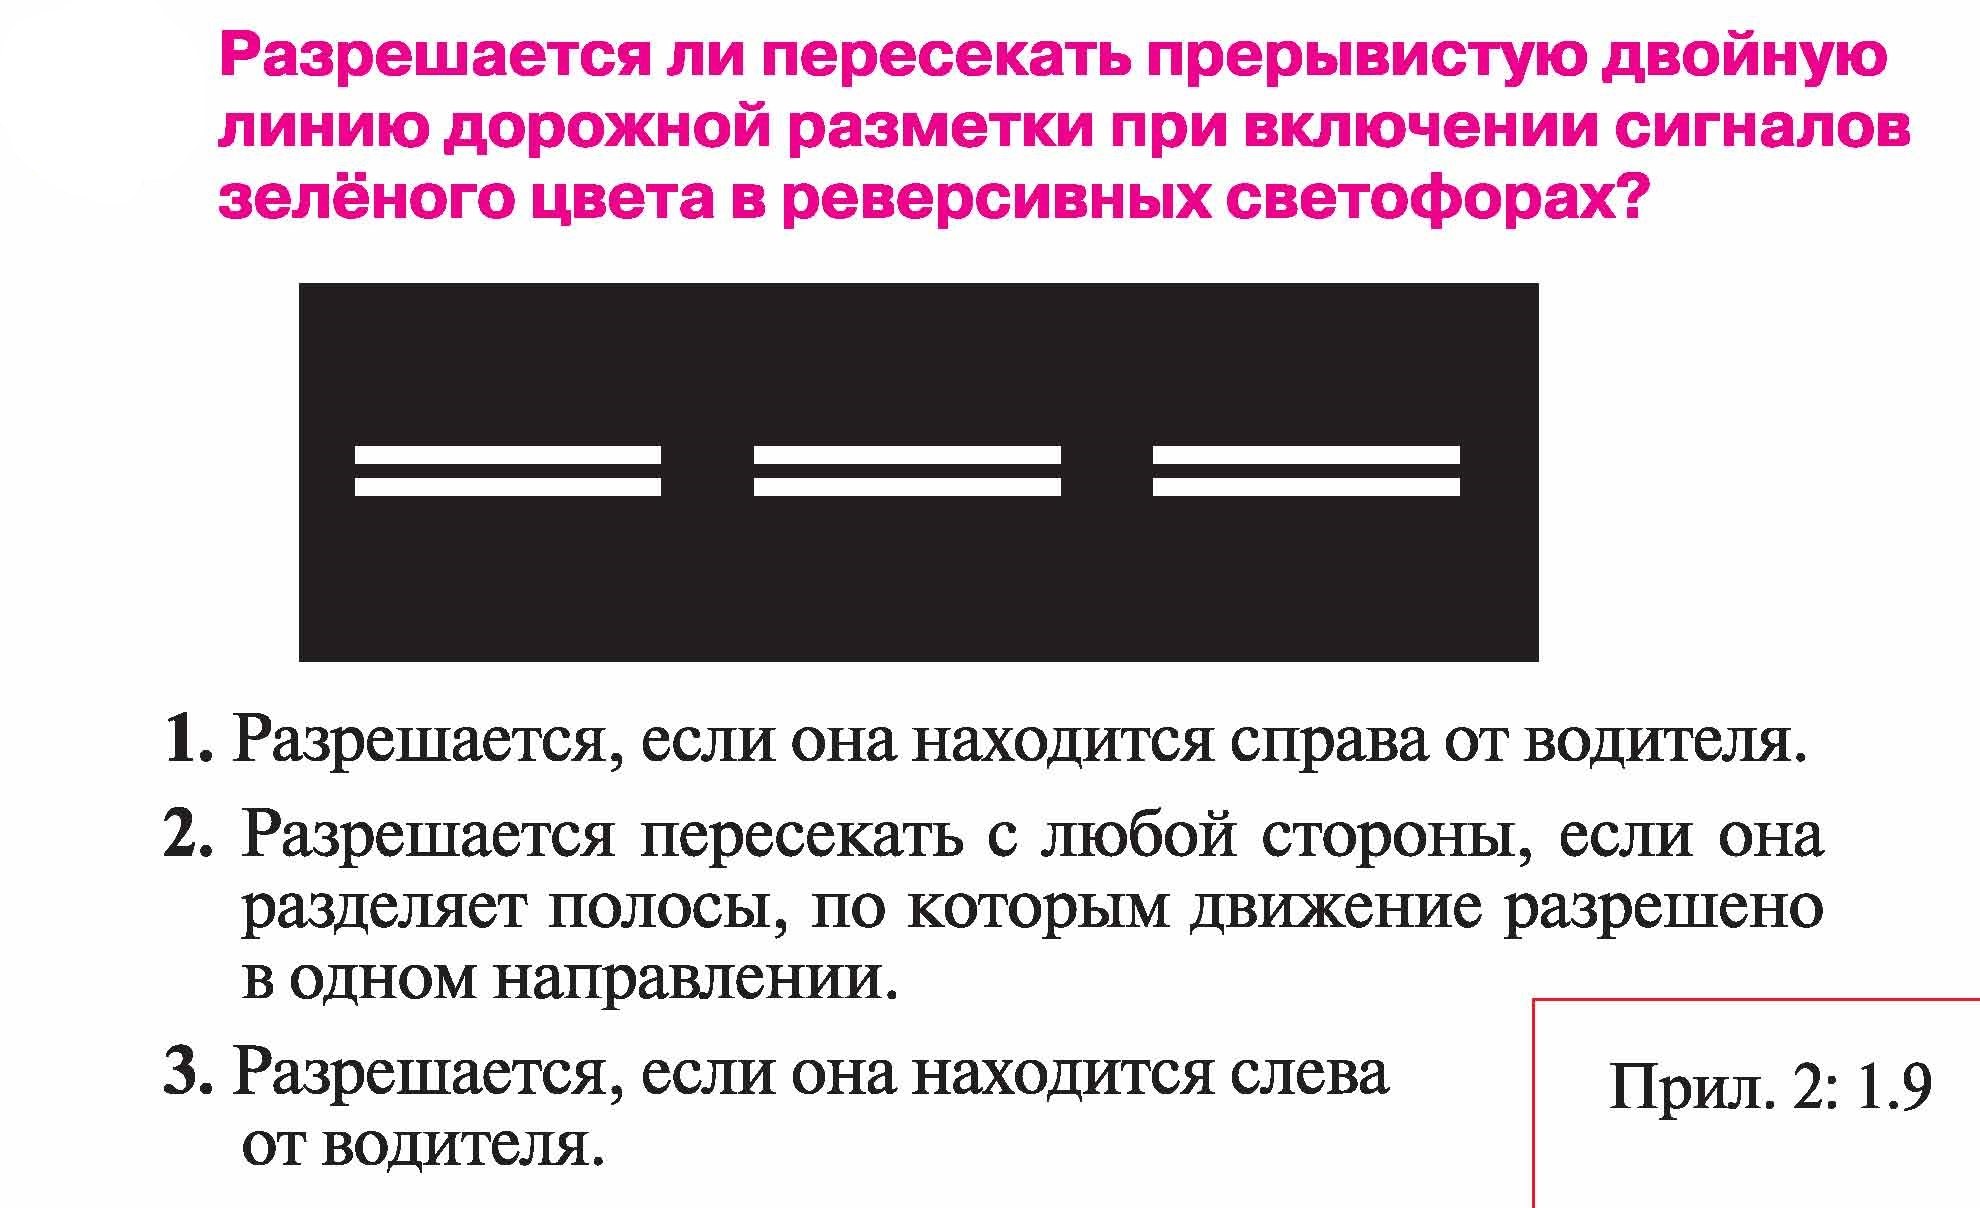 Разрешается ли пересекать прерывистую двойную
линию дорожной разметки при включении сигналов
зелёного цвета в реверсивных светофорах?
1. Разрешается, если она находится справа от водителя.
2. Разрешается пересекать с любой стороны, если она
разделяет полосы, по которым движение разрешено
в одном направлении.
3. Разрешается, если она находится слева
от водителя.
Прил. 2: 1.9